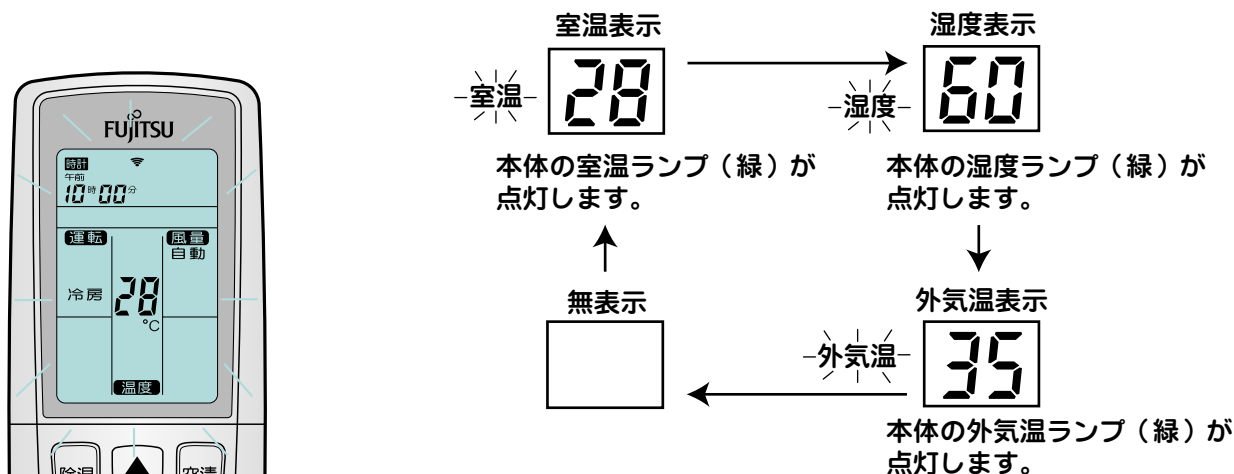 室温表示
28
室温
本体の室温ランプ（緑）が
点灯します。
湿度表示
60
湿度
本体の湿度ランプ（緑）が
点灯します。
外気温表示
35
外気温
本体の外気温ランプ（緑）が
点灯します。
無表示
FUJITSU
時計
午前
10時00分
運転
風量
自動
冷房
28
℃
温度
除湿
空清